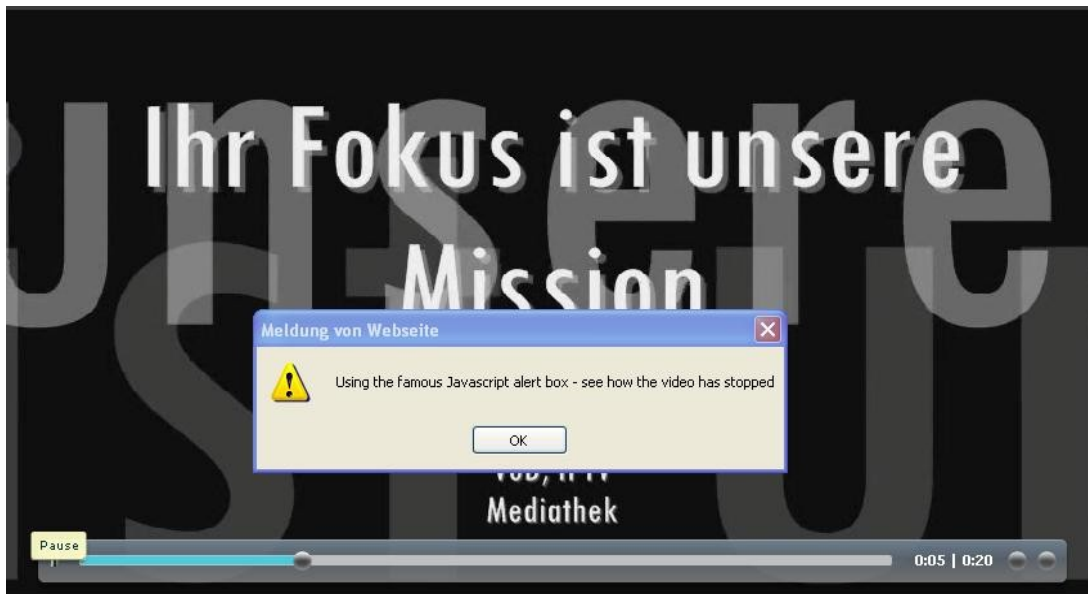 unsere
Ihr Fokus ist unsere
Mission
Meldung von Webseite
Using the famous Javascript alert box - see how the video has stopped
OK
Mediathek
Pause
0:05 | 0:20